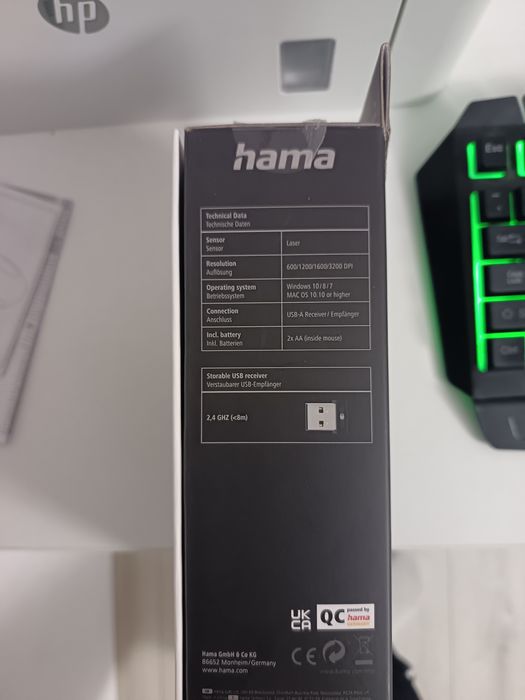 hp
hama
Technical Data
Technische Daten
Sensor
Sensor
Laser
Resolution
Auflösung
600/1200/1600/3200 DPI
Operating system
Betriebssystem
Windows 10/8/7
MAC OS 10.10 or higher
Connection
Anschluss
USB-A Receiver/ Empfänger
Incl. battery
Inkl. Batterien
2x AA (inside mouse)
Storable USB receiver
Verstaubarer USB-Empfänger
2,4 GHZ (<8m)
UK
CA
QC
passed by
hama
Hama GmbH & Co KG
86652 Monheim/Germany
www.hama.com
CE
Esc